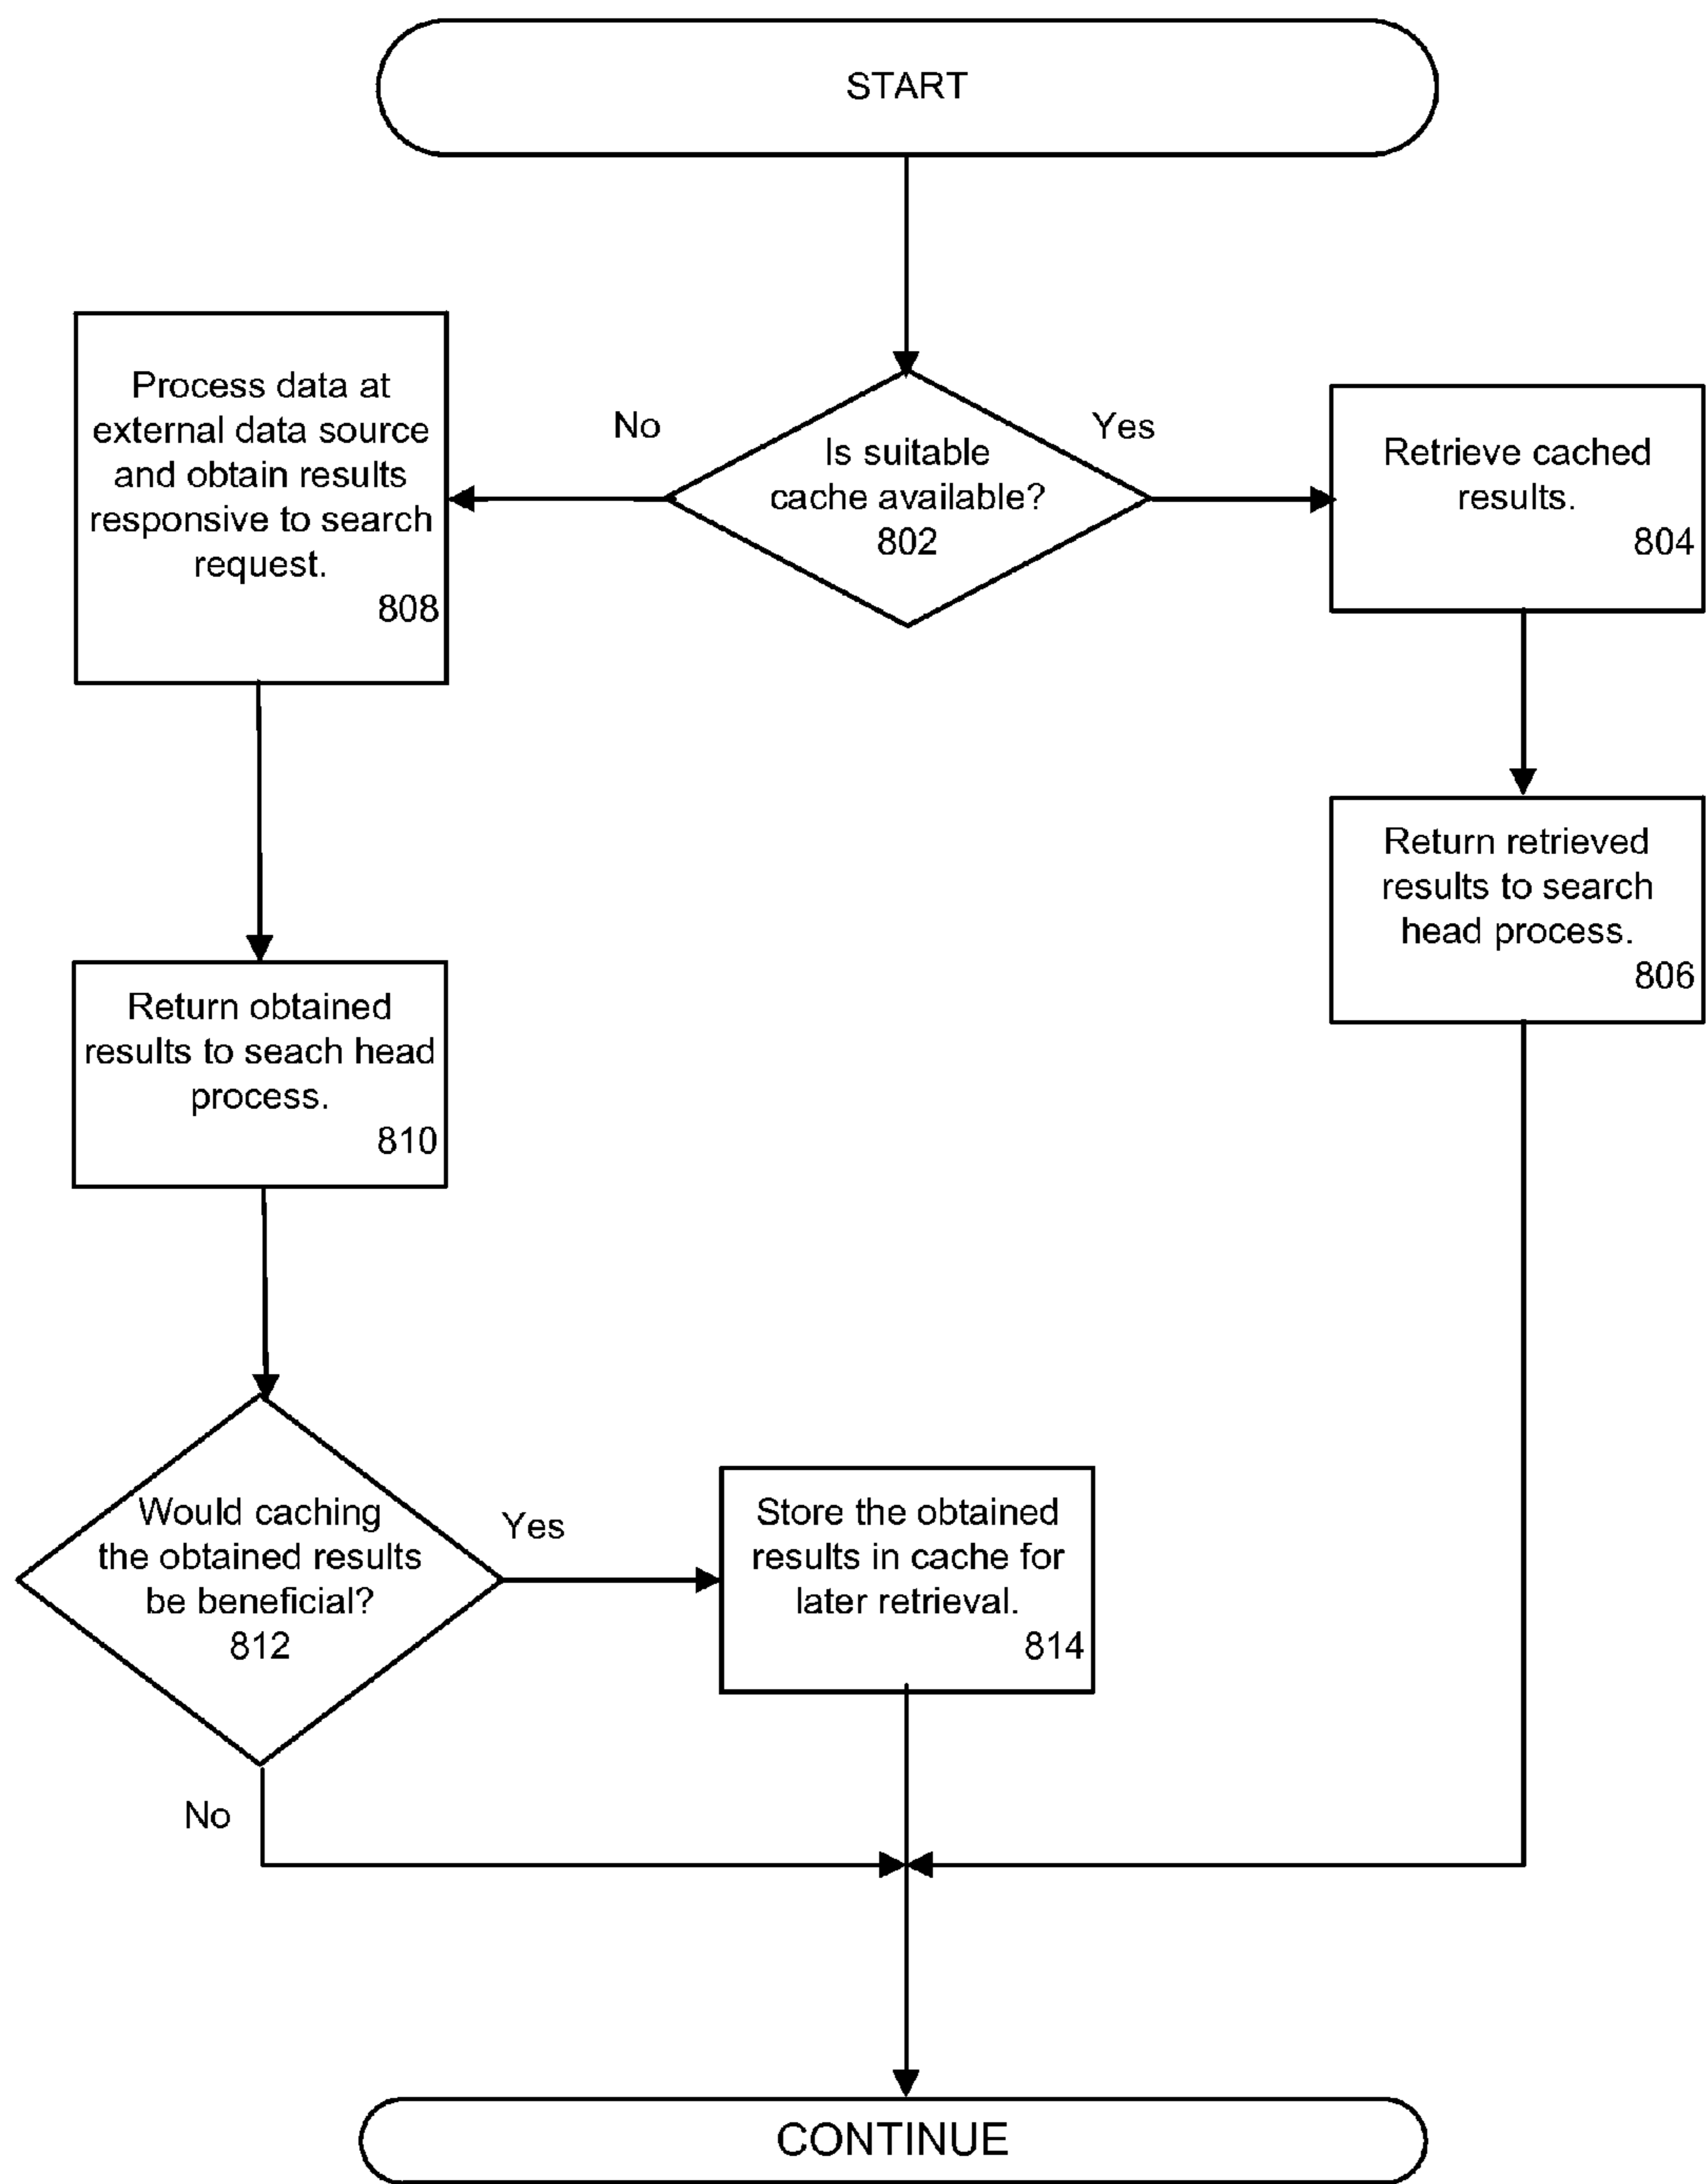 START
No
Yes
Process data at
external data source
and obtain results
responsive to search
request.
808
Is suitable
cache available?
802
Retrieve cached
results.
804
Return retrieved
results to search
head process.
806
Return obtained
results to seach head
process.
810
Would caching
the obtained results
be beneficial?
812
Yes
Store the obtained
results in cache for
later retrieval.
814
No
CONTINUE